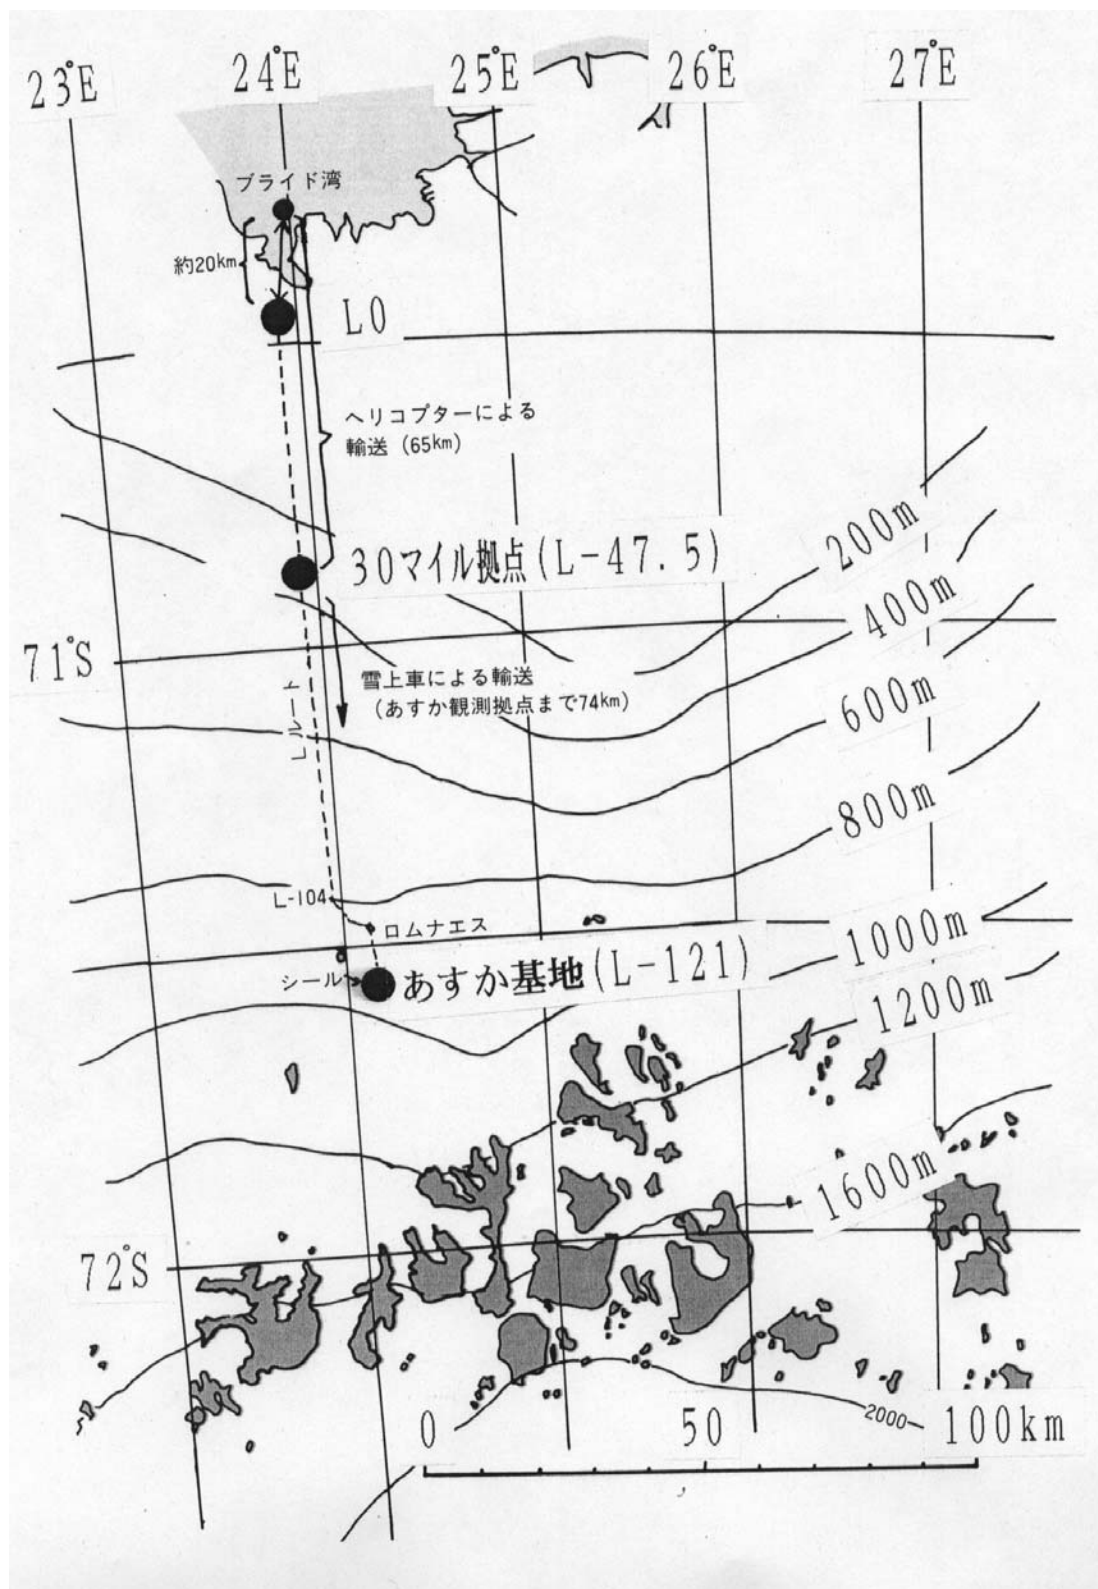 23°E
24°E
25°E
26°E
27°E
ブライド湾
約20km
L0
ヘリコプターによる
輸送 (65km)
200m
30マイル拠点(L-47.5)
400m
71°S
雪上車による輸送
(あすか観測拠点まで74km)
Lルート
600m
800m
L-104
ロムナエス
1000m
シール
あすか基地(L-121)
1200m
1600m
72°S
2000
0
50
100km